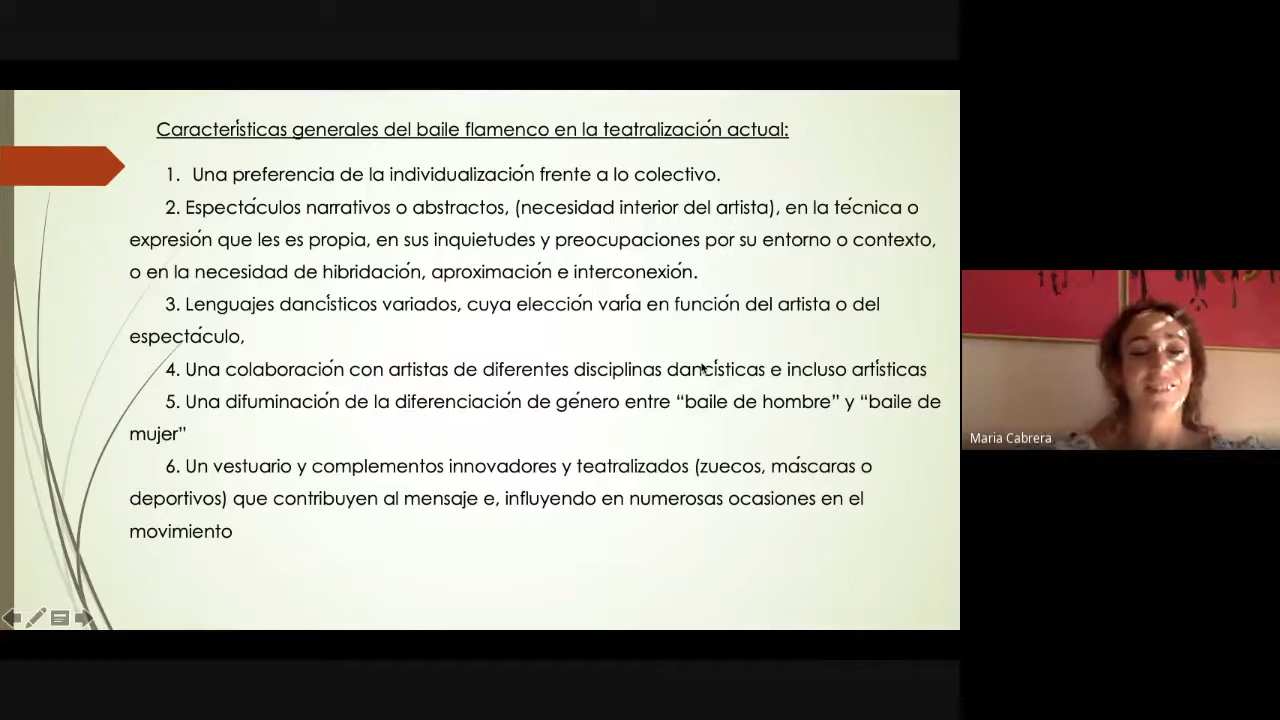 Características generales del baile flamenco en la teatralización actual:
1. Una preferencia de la individualización frente a lo colectivo.
2. Espectáculos narrativos o abstractos, (necesidad interior del artista), en la técnica o
expresión que les es propia, en sus inquietudes y preocupaciones por su entorno o contexto,
o en la necesidad de hibridación, aproximación e interconexión.
3. Lenguajes dancísticos variados, cuya elección varía en función del artista o del
espectáculo,
4. Una colaboración con artistas de diferentes disciplinas dancísticas e incluso artísticas
5. Una difuminación de la diferenciación de género entre “baile de hombre” y “baile de
mujer”
6. Un vestuario y complementos innovadores y teatralizados (zuecos, máscaras o
deportivos) que contribuyen al mensaje e, influyendo en numerosas ocasiones en el
movimiento
Maria Cabrera